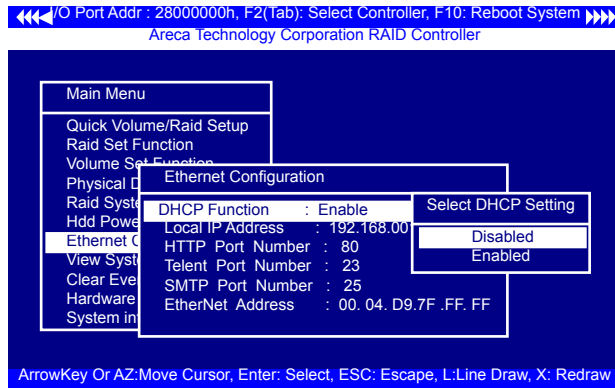 I/O Port Addr : 28000000h, F2(Tab): Select Controller, F10: Reboot System
Areca Technology Corporation RAID Controller
Main Menu
Quick Volume/Raid Setup
Raid Set Function
Volume Set Function
Physical D
Raid Syste
Hdd Powe
Ethernet C
View Syste
Clear Eve
Hardware
System in
Ethernet Configuration
DHCP Function : Enable
Local IP Address : 192.168.00
HTTP Port Number : 80
Telent Port Number : 23
SMTP Port Number : 25
EtherNet Address : 00. 04. D9.7F .FF. FF
Select DHCP Setting
Disabled
Enabled
ArrowKey Or AZ:Move Cursor, Enter: Select, ESC: Escape, L:Line Draw, X: Redraw